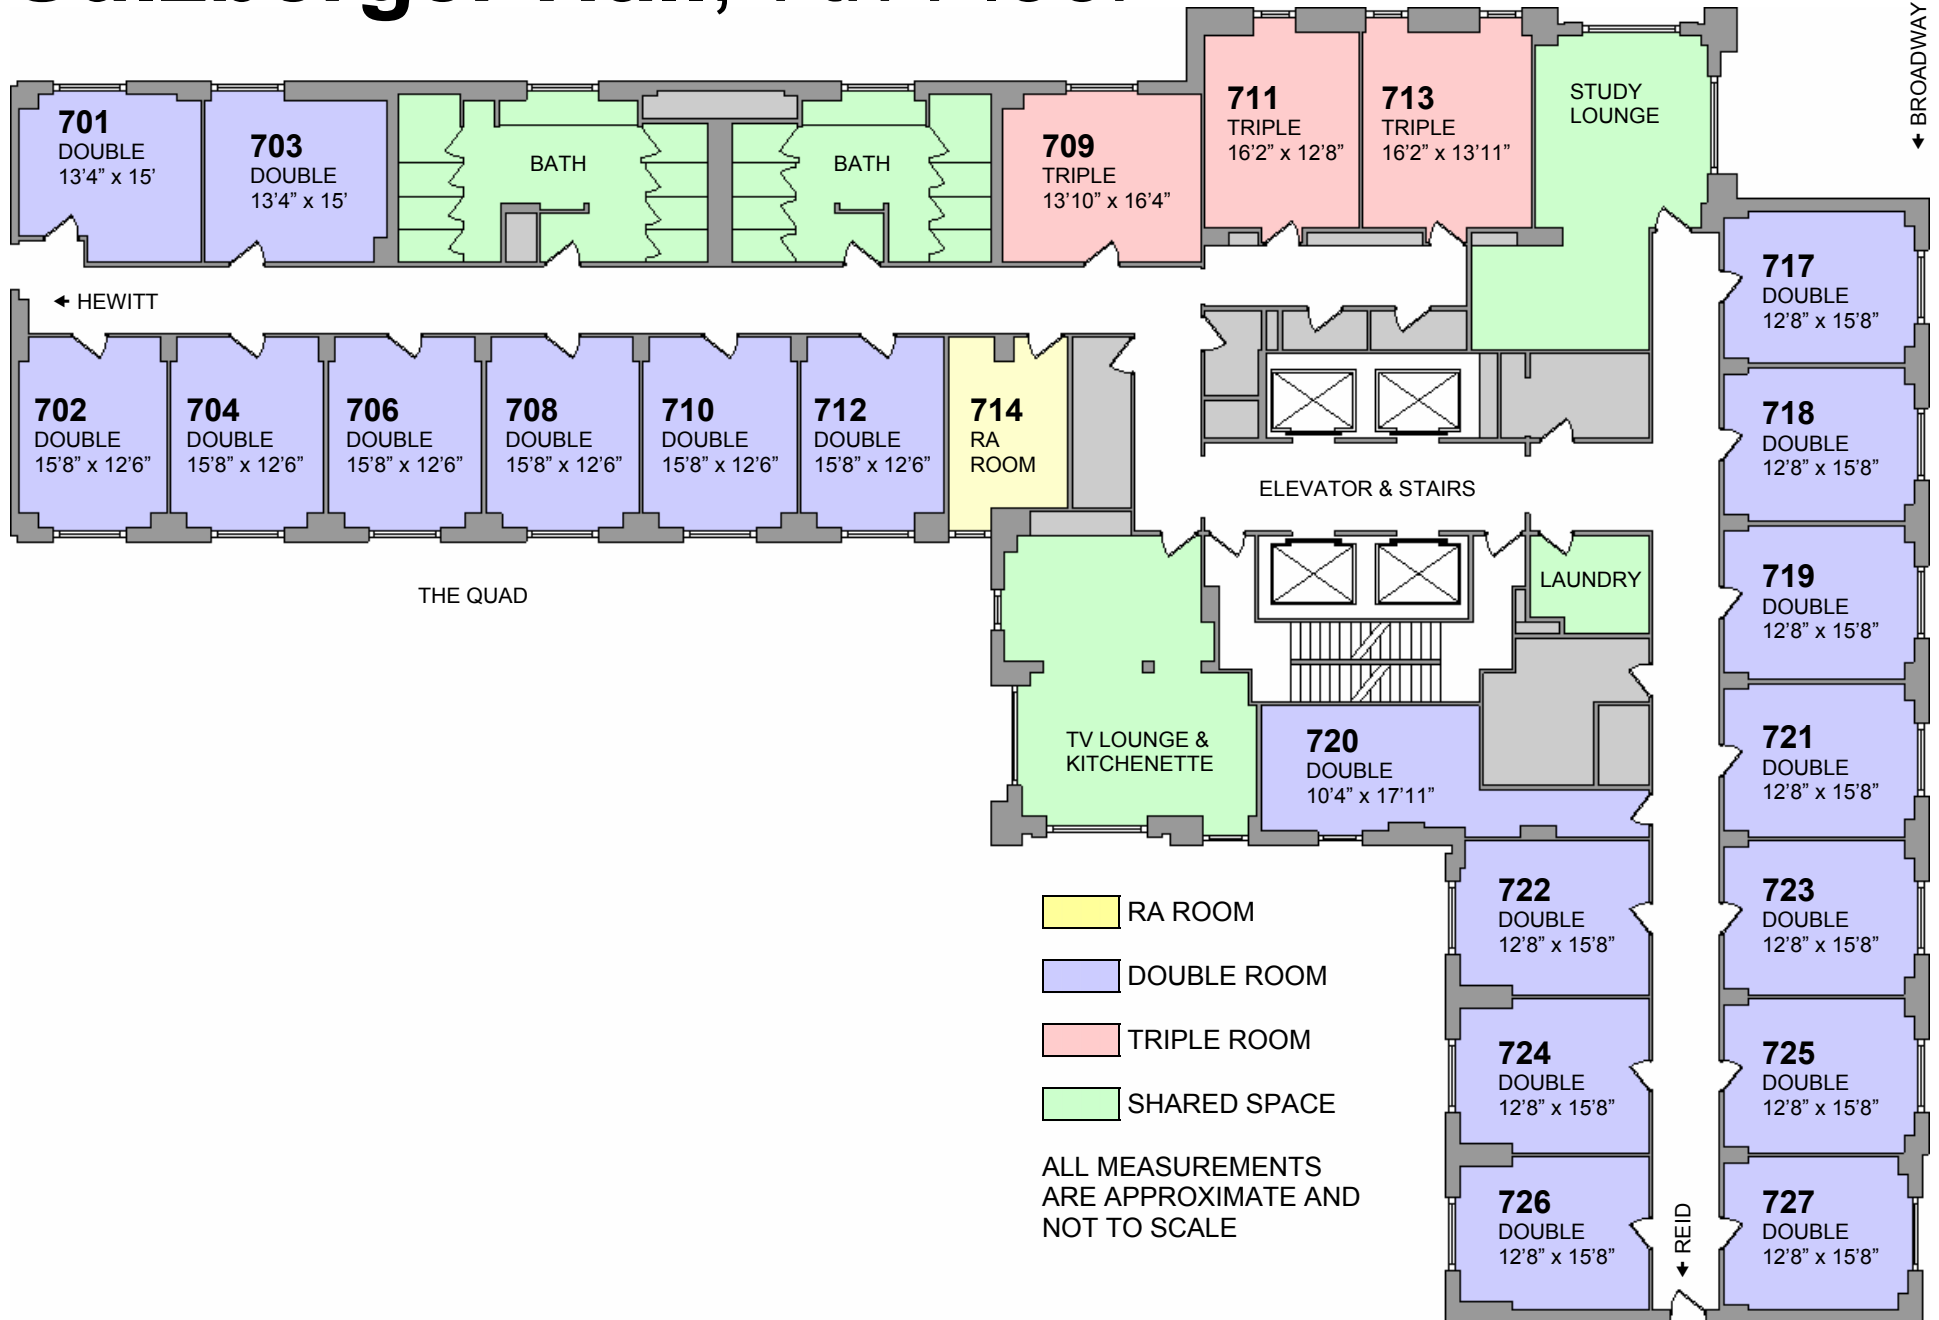 Sulzberger Hall, 7th Floor
BROADWAY
701
DOUBLE
13'4” x 15'
703
DOUBLE
13'4” x 15'
BATH
BATH
709
TRIPLE
13'10” x 16'4”
711
TRIPLE
16'2” x 12'8”
713
TRIPLE
16'2” x 13'11”
STUDY
LOUNGE
HEWITT
702
DOUBLE
15'8” x 12'6”
704
DOUBLE
15'8” x 12'6”
706
DOUBLE
15'8” x 12'6”
708
DOUBLE
15'8” x 12'6”
710
DOUBLE
15'8” x 12'6”
712
DOUBLE
15'8” x 12'6”
714
RA
ROOM
ELEVATOR & STAIRS
THE QUAD
LAUNDRY
TV LOUNGE &
KITCHENETTE
717
DOUBLE
12'8” x 15'8”
718
DOUBLE
12'8” x 15'8”
719
DOUBLE
12'8” x 15'8”
720
DOUBLE
10'4” x 17'11”
721
DOUBLE
12'8” x 15'8”
722
DOUBLE
12'8” x 15'8”
723
DOUBLE
12'8” x 15'8”
724
DOUBLE
12'8” x 15'8”
725
DOUBLE
12'8” x 15'8”
726
DOUBLE
12'8” x 15'8”
727
DOUBLE
12'8” x 15'8”
REID
RA ROOM
DOUBLE ROOM
TRIPLE ROOM
SHARED SPACE
ALL MEASUREMENTS
ARE APPROXIMATE AND
NOT TO SCALE